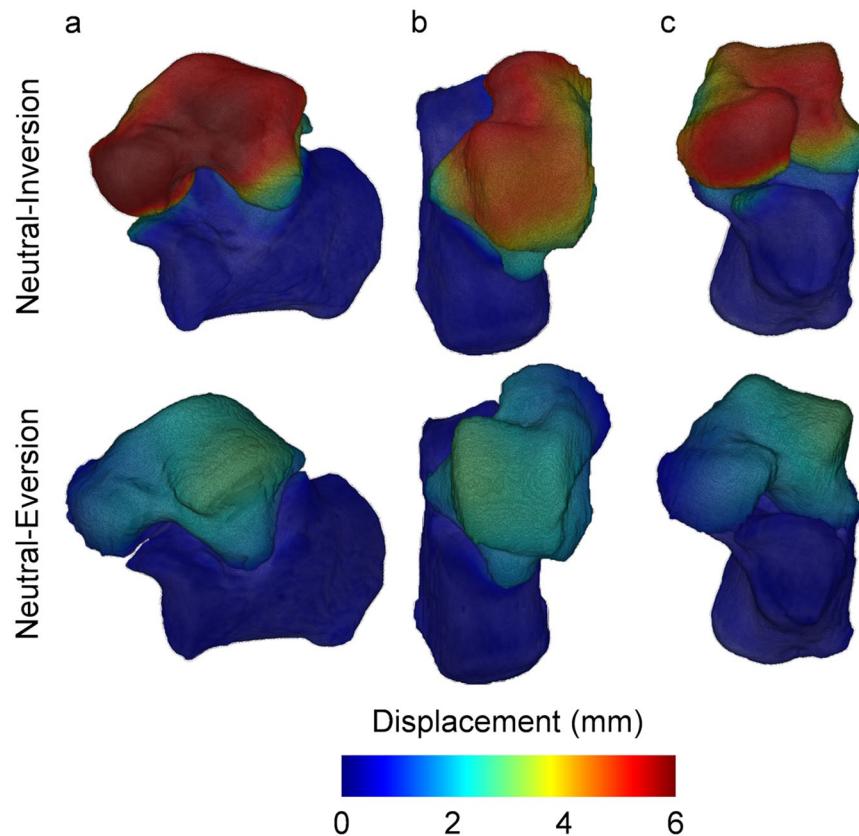 a b c
Neutral-Inversion
Neutral-Eversion
Displacement (mm)
0 2 4 6